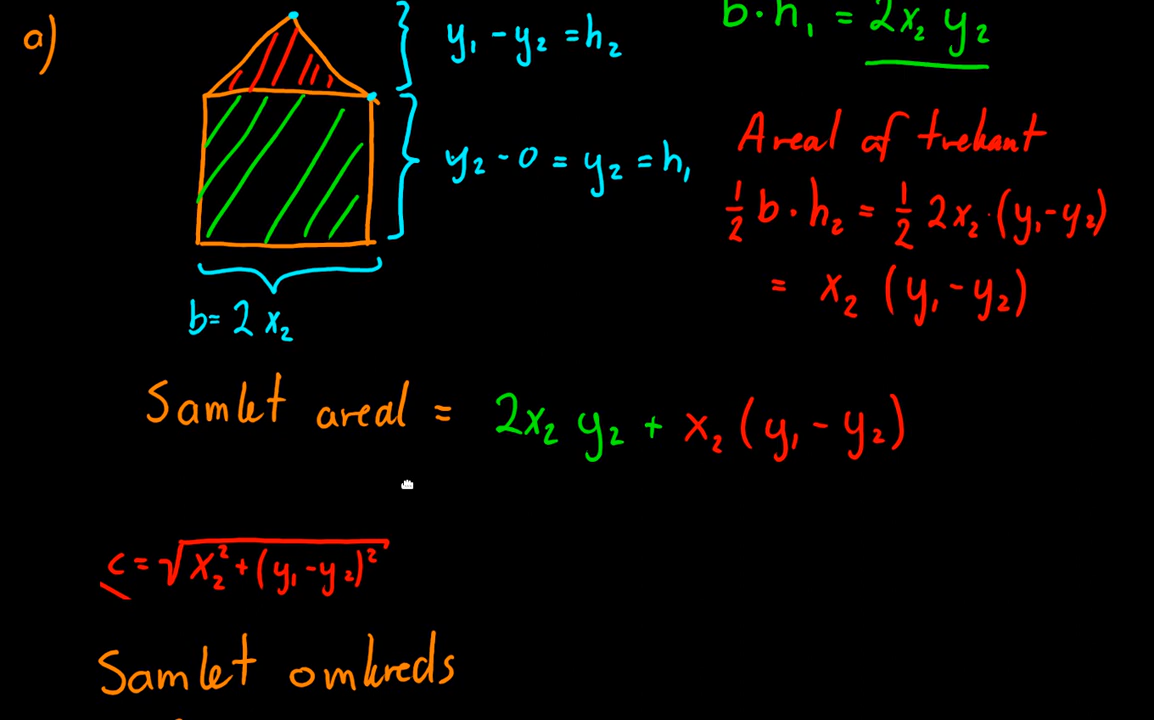 a)
y₁ - y₂ = h₂
b · h₁ = 2x₂ y₂
y₂ - 0 = y₂ = h₁
Areal of trekant
½ b · h₂ = ½ 2x₂ · (y₁ - y₂)
= x₂ (y₁ - y₂)
b = 2 x₂
Samlet areal = 2x₂ y₂ + x₂ (y₁ - y₂)
c = √(x₂² + (y₁ - y₂)²)
Samlet omkreds